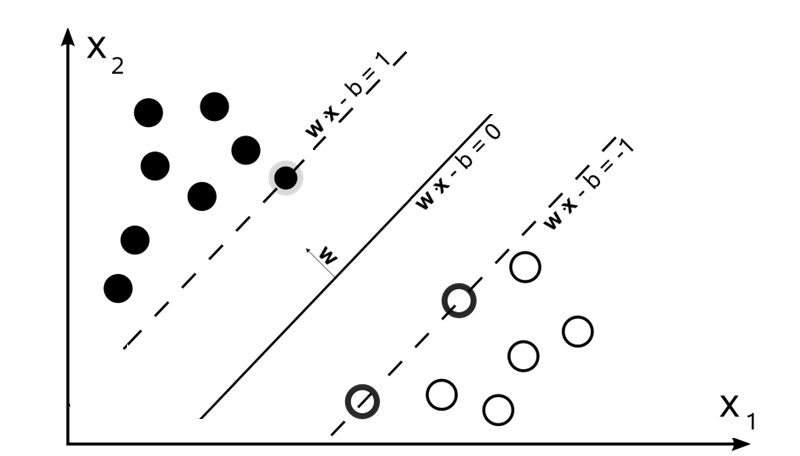 X2
w·x - b = 1
w·x - b = 0
w·x - b = -1
w
X1